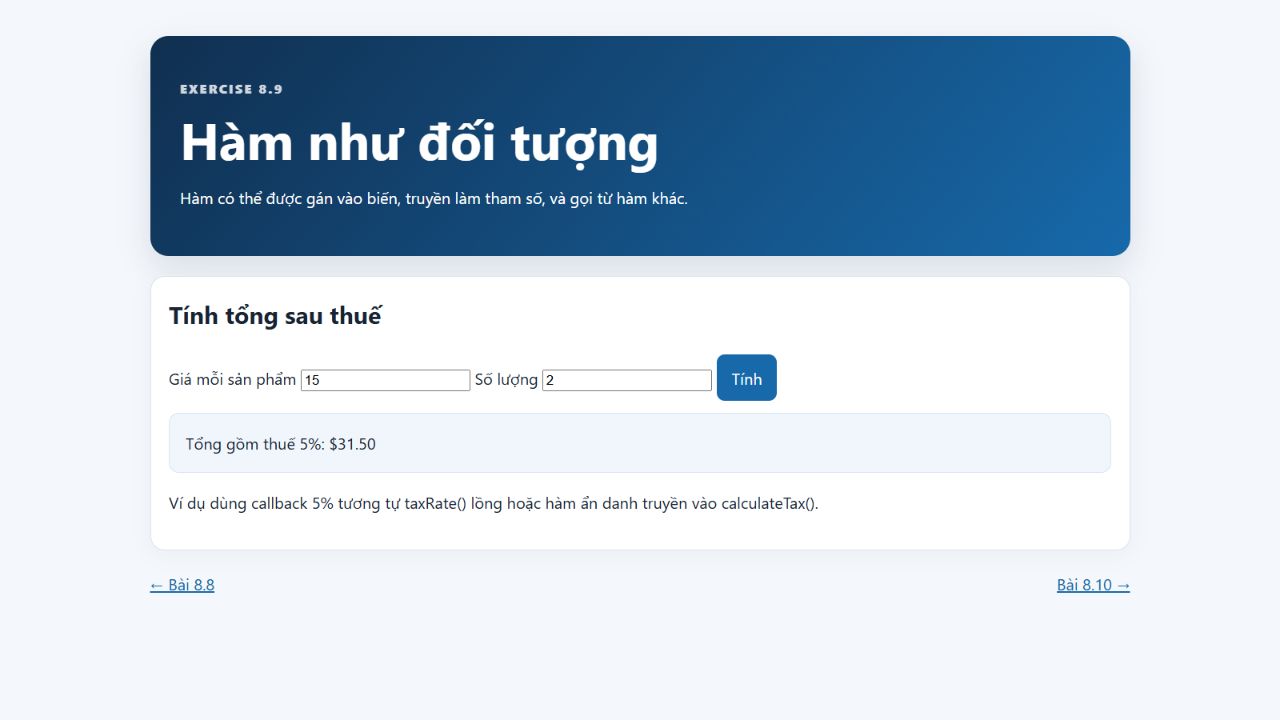 EXERCISE 8.9
Hàm như đối tượng
Hàm có thể được gán vào biến, truyền làm tham số, và gọi từ hàm khác.
Tính tổng sau thuế
Giá mỗi sản phẩm 15 Số lượng 2 Tính
Tổng gồm thuế 5%: $31.50
Ví dụ dùng callback 5% tương tự taxRate() lồng hoặc hàm ẩn danh truyền vào calculateTax().
← Bài 8.8 Bài 8.10 →